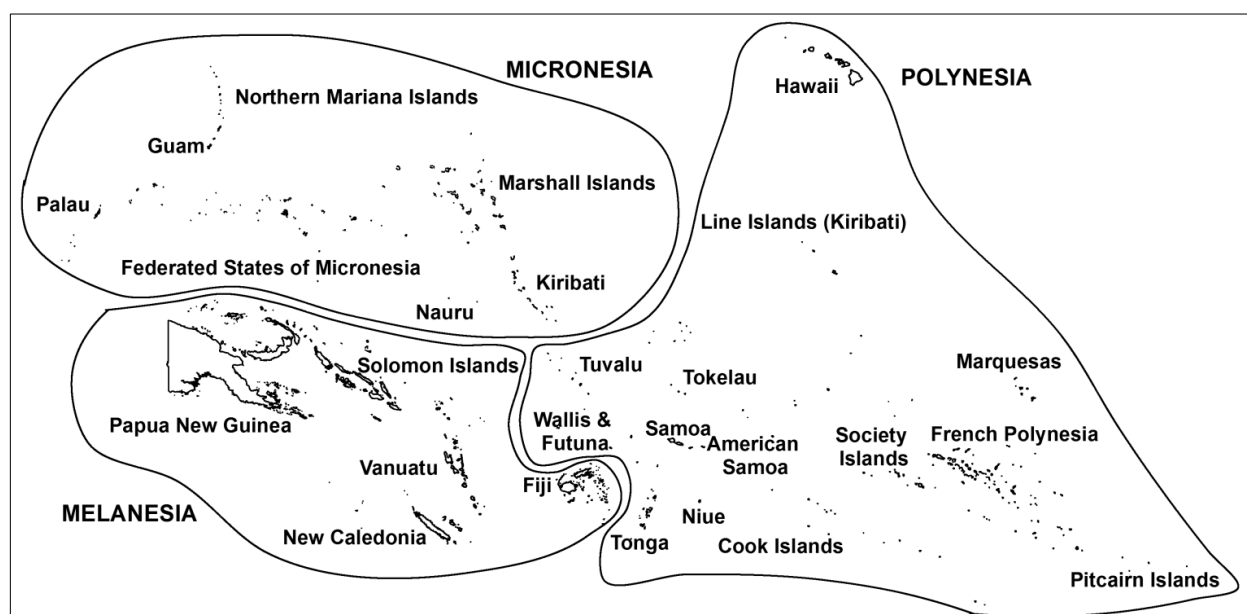 MICRONESIA
POLYNESIA
Hawaii
Northern Mariana Islands
Guam
Marshall Islands
Palau
Line Islands (Kiribati)
Federated States of Micronesia
Kiribati
Nauru
Solomon Islands
Tuvalu
Tokelau
Marquesas
Papua New Guinea
Wallis &
Futuna
Samoa
American
Samoa
Society
Islands
French Polynesia
Vanuatu
Fiji
MELANESIA
New Caledonia
Tonga
Niue
Cook Islands
Pitcairn Islands